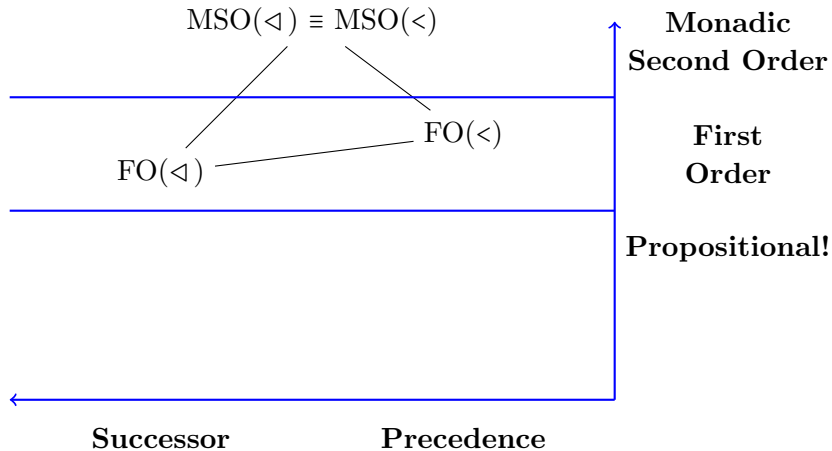 MSO(⊲) ≡ MSO(<)
Monadic
Second Order
FO(<)
First
Order
FO(⊲)
Propositional!
Successor
Precedence